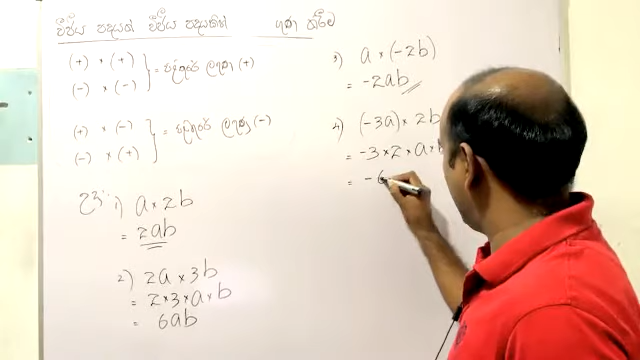 වීජීය පදයක් වීජීය පදයකින් ගුණ කිරීම
(+) × (+)
(-) × (-)
= පිළිතුරේ ලකුණ (+)
(+) × (-)
(-) × (+)
= පිළිතුරේ ලකුණ (-)
උදා:- 1) a × 2b
= 2ab
2) 2a × 3b
= 2×3×a×b
= 6ab
3) a × (-2b)
= -2ab
4) (-3a) × 2b
= -3×2×a×b
= -6